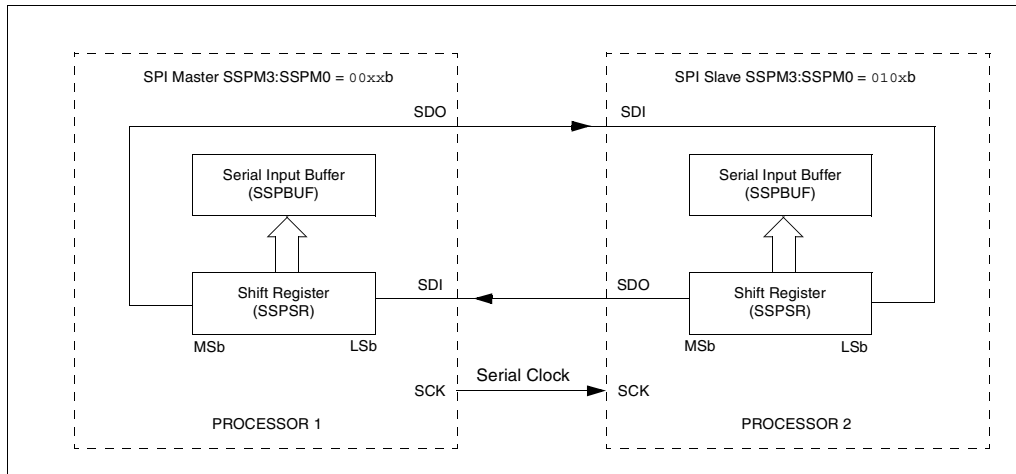 SPI Master SSPM3:SSPM0 = 00xxb
SPI Slave SSPM3:SSPM0 = 010xb
SDO
SDI
Serial Input Buffer
(SSPBUF)
Serial Input Buffer
(SSPBUF)
Shift Register
(SSPSR)
SDI
SDO
Shift Register
(SSPSR)
MSb
LSb
MSb
LSb
SCK
Serial Clock
SCK
PROCESSOR 1
PROCESSOR 2